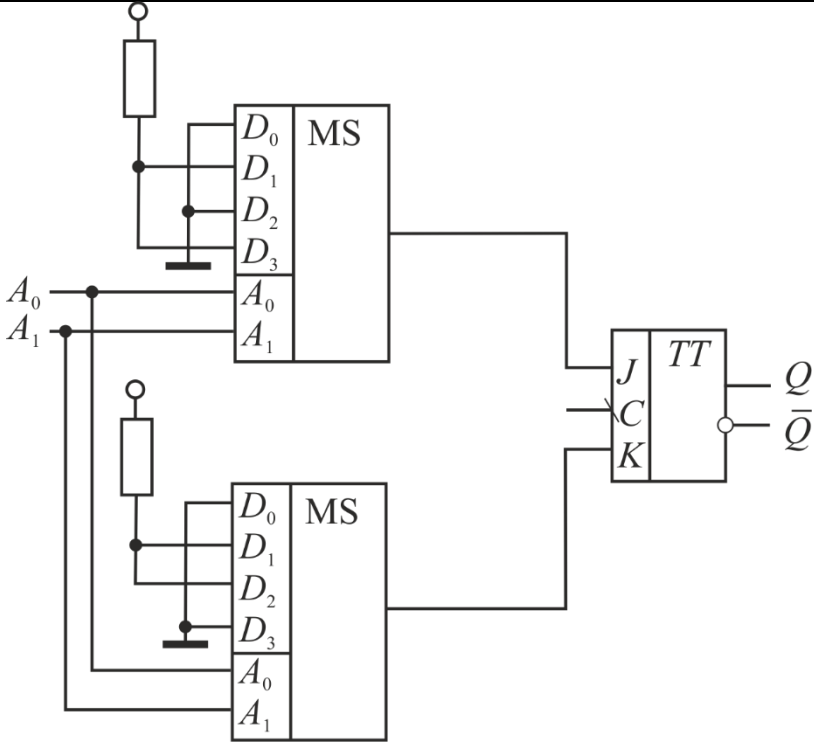 D₀ MS
D₁
D₂
D₃
A₀ A₀
A₁ A₁
J TT Q
C Q̅
K
D₀ MS
D₁
D₂
D₃
A₀
A₁